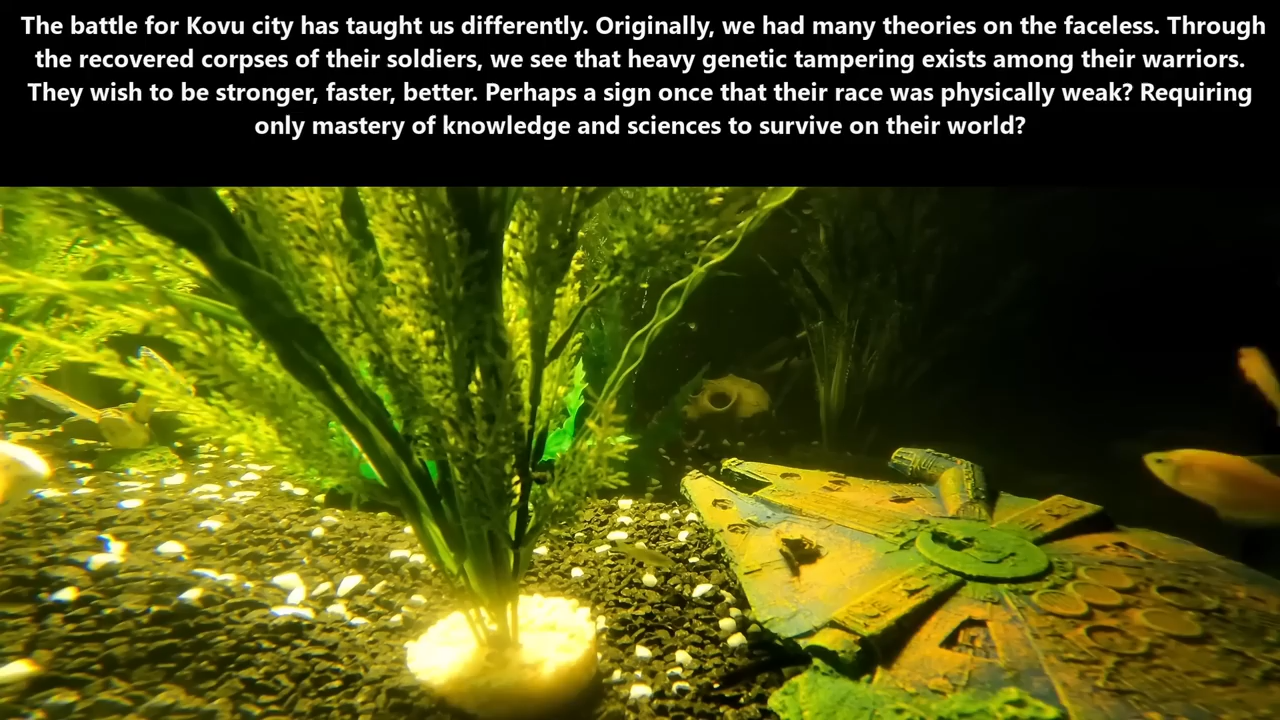 The battle for Kovu city has taught us differently. Originally, we had many theories on the faceless. Through
the recovered corpses of their soldiers, we see that heavy genetic tampering exists among their warriors.
They wish to be stronger, faster, better. Perhaps a sign once that their race was physically weak? Requiring
only mastery of knowledge and sciences to survive on their world?